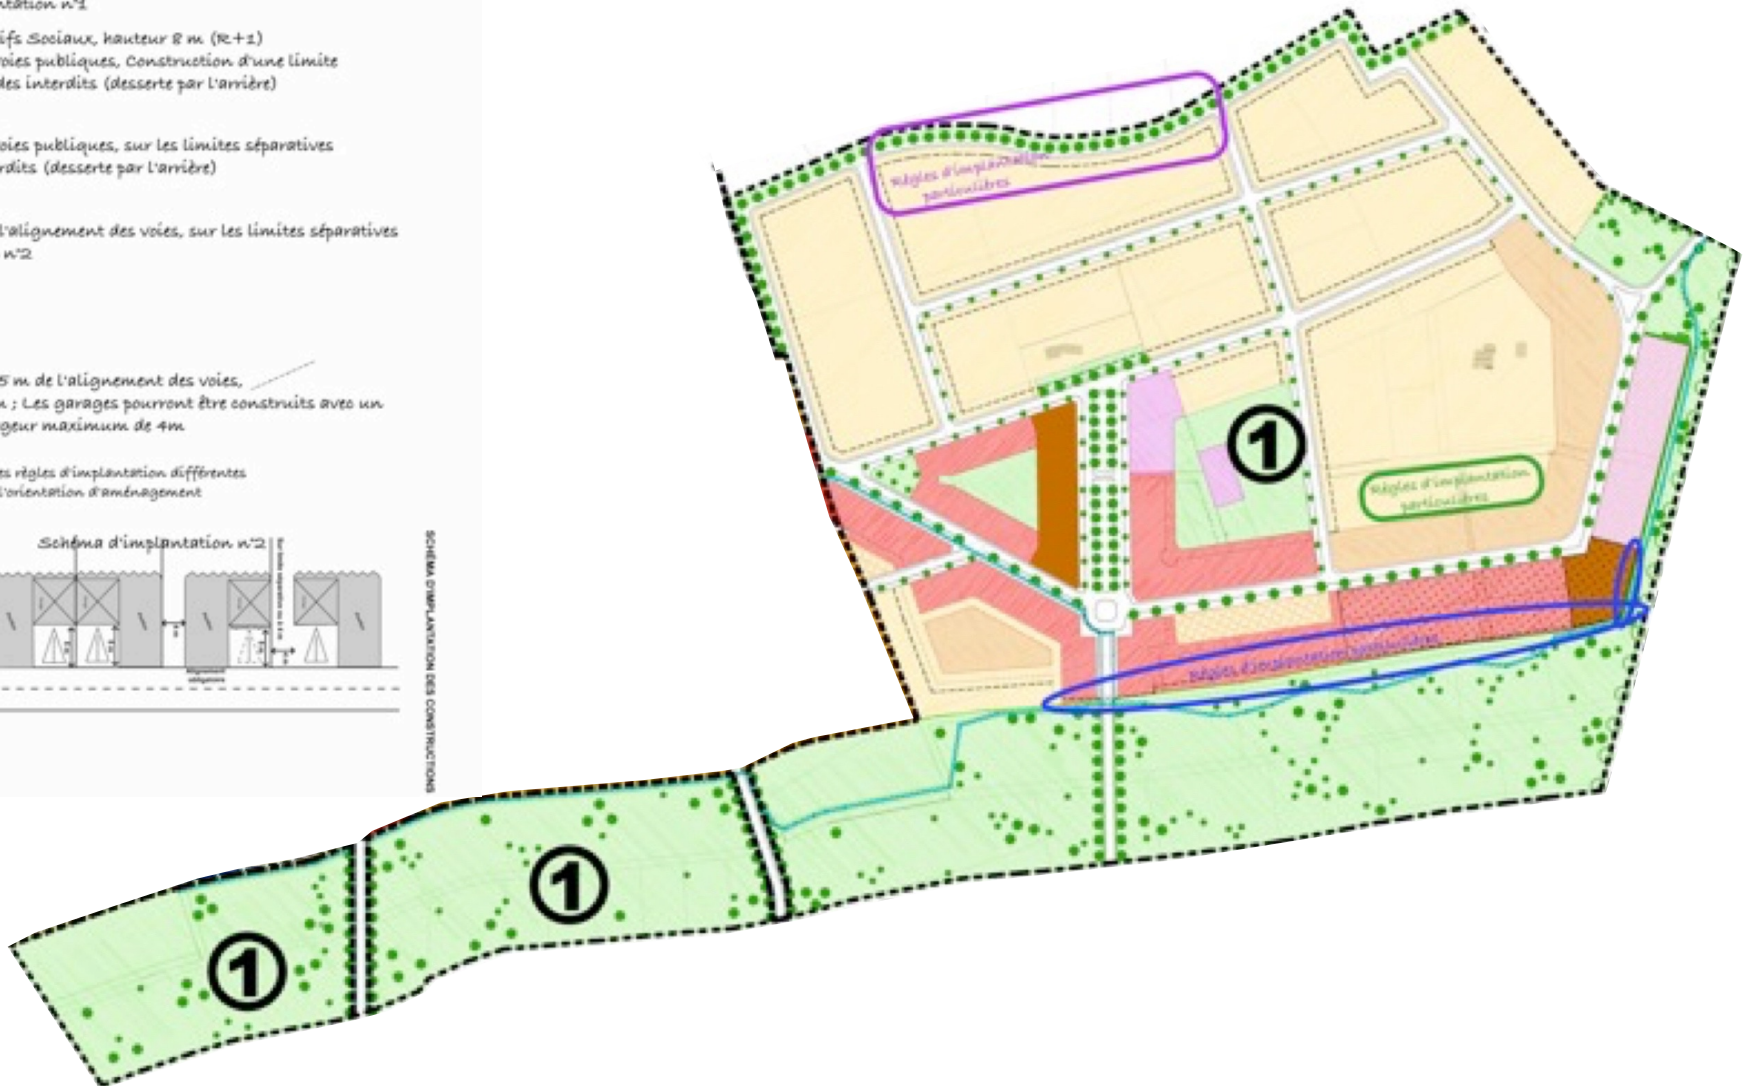 ntation n°1
ifs Sociaux, hauteur 8 m (R+1)
oies publiques, Construction d'une limite
des interdits (desserte par l'arrière)
oies publiques, sur les limites séparatives
rdits (desserte par l'arrière)
l'alignement des voies, sur les limites séparatives
n°2
5 m de l'alignement des voies,
n ; Les garages pourront être construits avec un
geur maximum de 4m
es règles d'implantation différentes
l'orientation d'aménagement
Schéma d'implantation n°2
SCHÉMA D'IMPLANTATION DES CONSTRUCTIONS
Règles d'implantation
particulières
1
Règles d'implantation
particulières
Règles d'implantation particulières
1
1